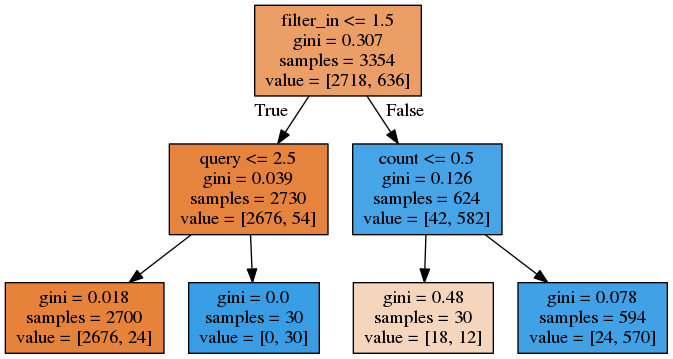 filter_in <= 1.5
gini = 0.307
samples = 3354
value = [2718, 636]
True
False
query <= 2.5
gini = 0.039
samples = 2730
value = [2676, 54]
count <= 0.5
gini = 0.126
samples = 624
value = [42, 582]
gini = 0.018
samples = 2700
value = [2676, 24]
gini = 0.0
samples = 30
value = [0, 30]
gini = 0.48
samples = 30
value = [18, 12]
gini = 0.078
samples = 594
value = [24, 570]